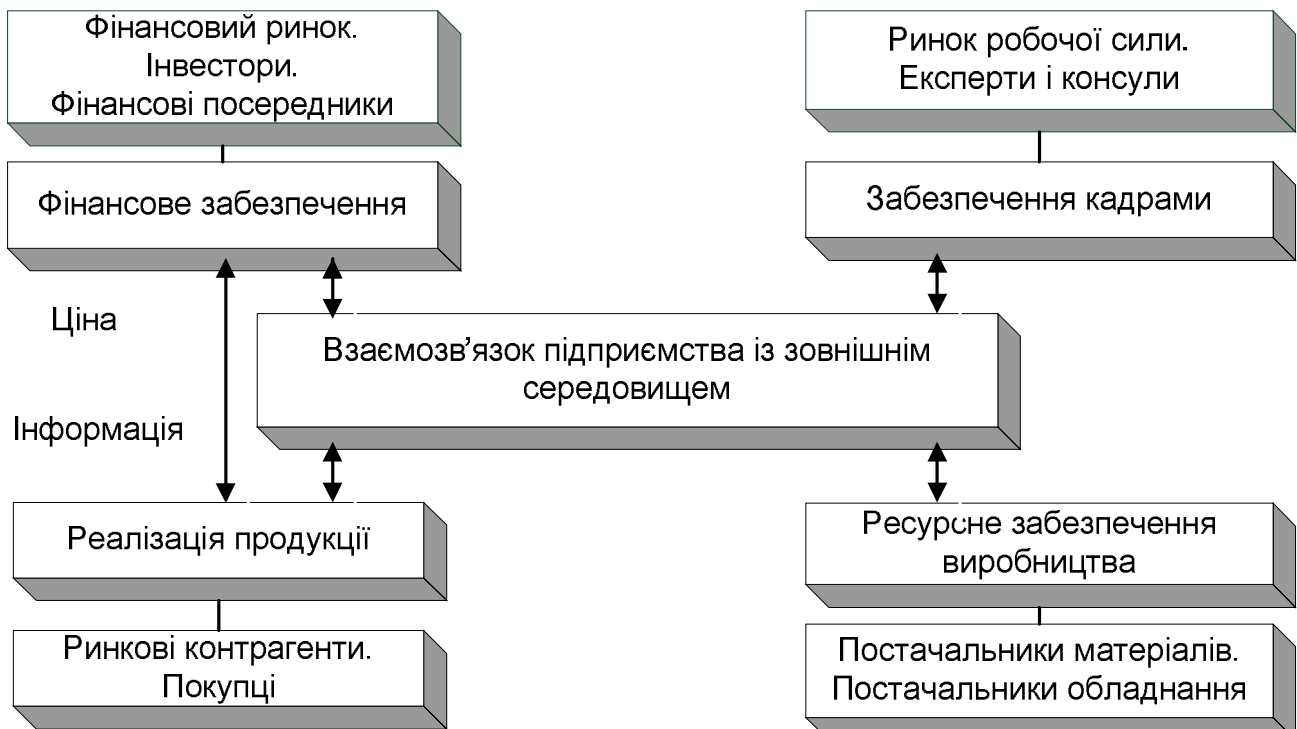 Фінансовий ринок.
Інвестори.
Фінансові посередники
Ринок робочої сили.
Експерти і консули
Фінансове забезпечення
Забезпечення кадрами
Ціна
Взаємозв’язок підприємства із зовнішнім
середовищем
Інформація
Реалізація продукції
Ресурсне забезпечення
виробництва
Ринкові контрагенти.
Покупці
Постачальники матеріалів.
Постачальники обладнання